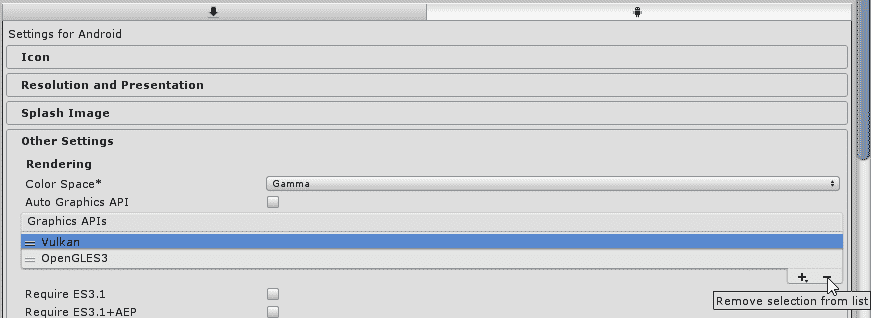 Settings for Android
Icon
Resolution and Presentation
Splash Image
Other Settings
Rendering
Color Space* Gamma
Auto Graphics API
Graphics APIs
Vulkan
OpenGLES3
Require ES3.1
Remove selection from list
Require ES3.1+AEP